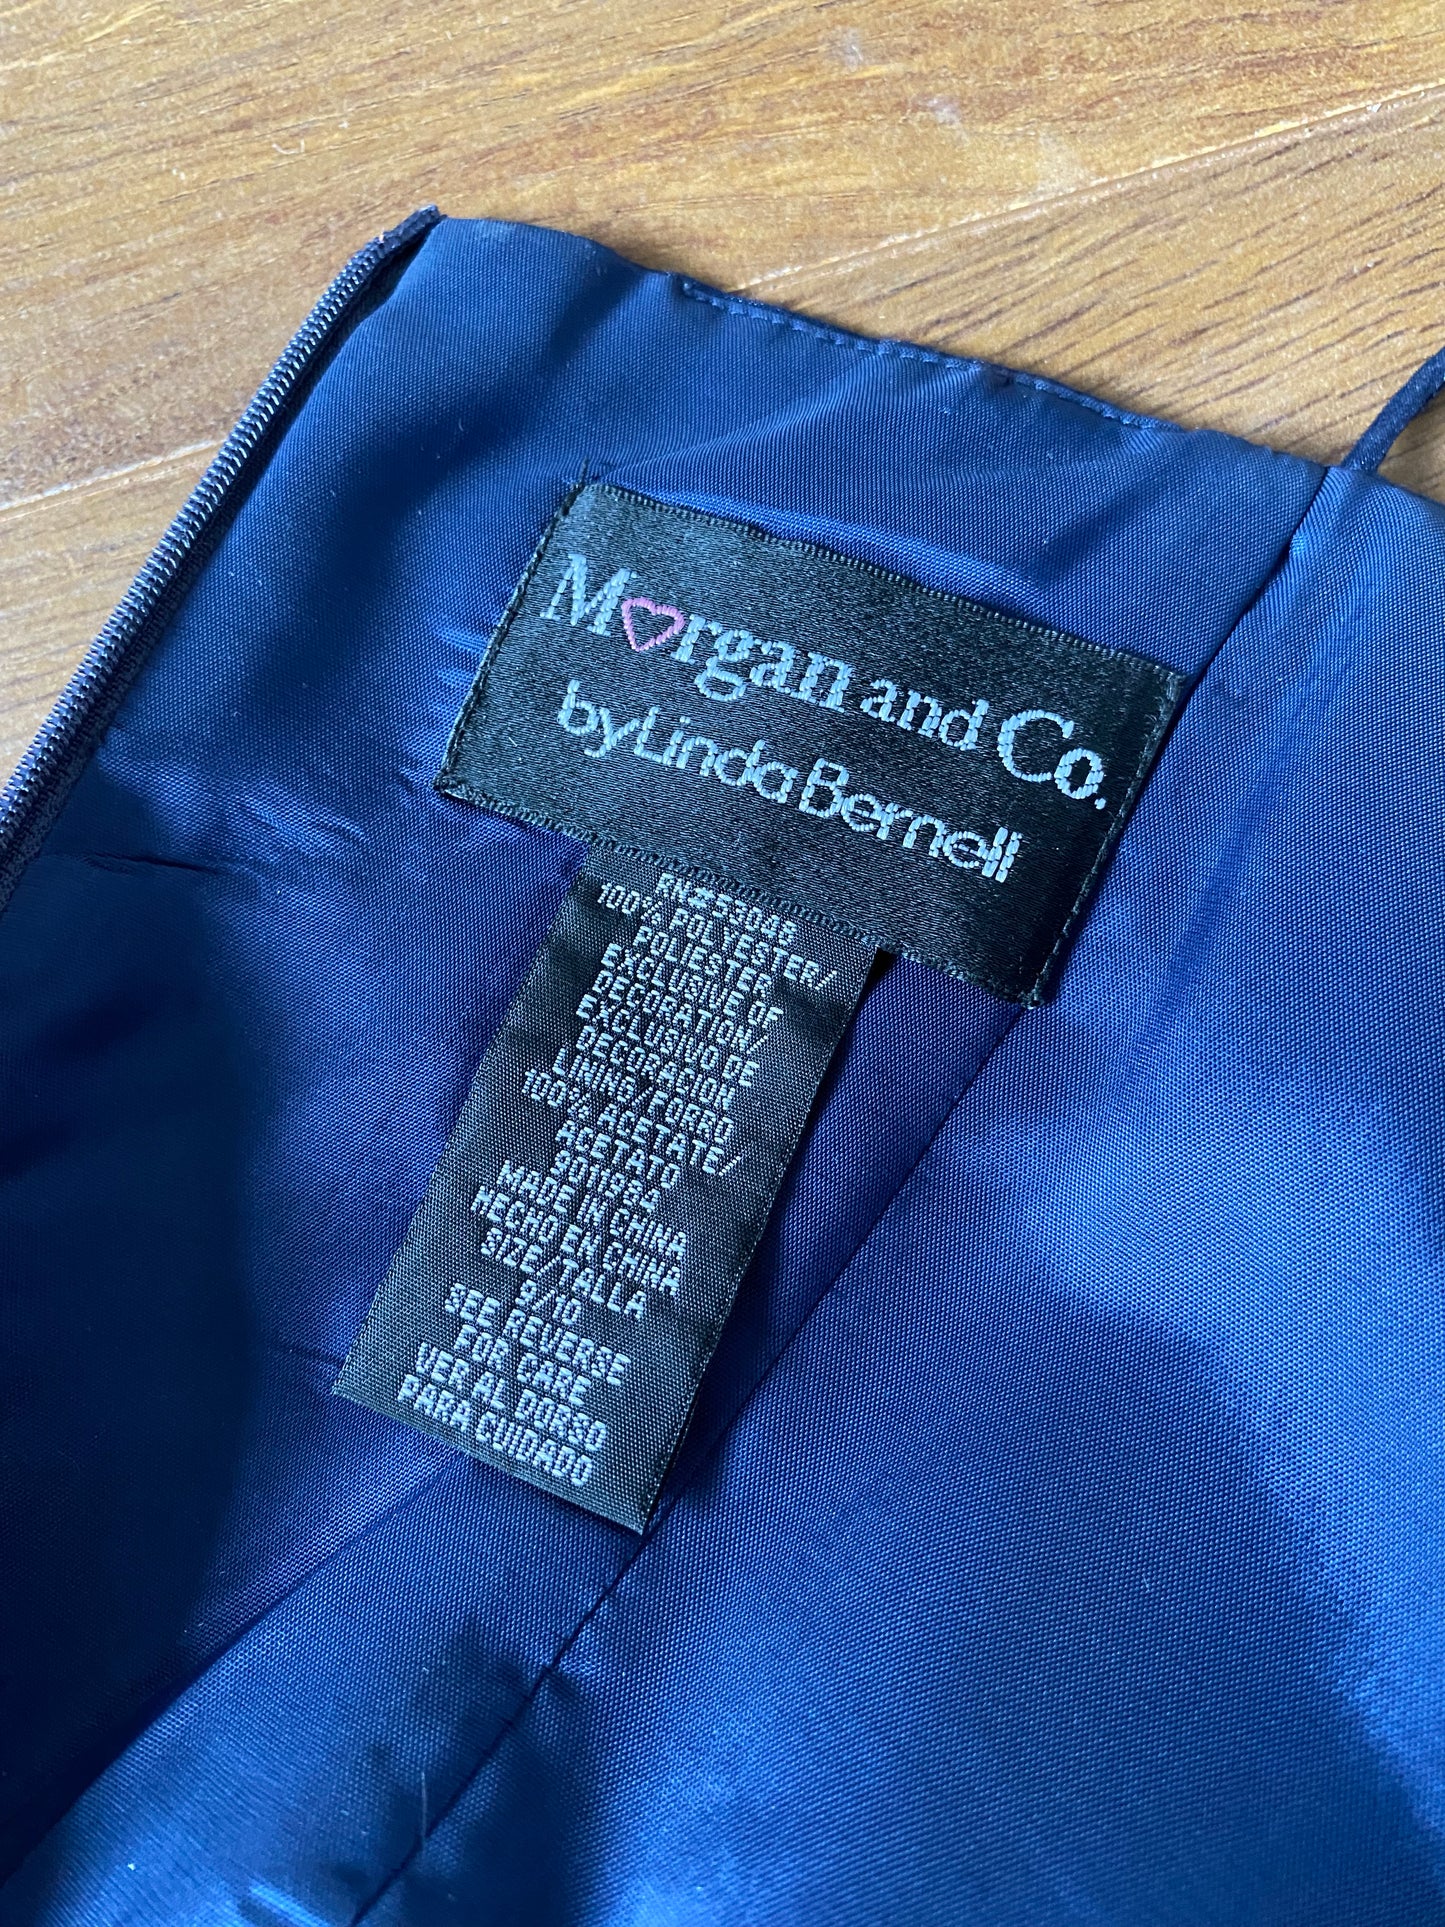 Morgan and Co.
by Linda Bernell
RN#53048
100% POLYESTER/
POLIESTER
EXCLUSIVE OF
DECORATION/
EXCLUSIVO DE
DECORACION
LINING/FORRO
100% ACETATE/
ACETATO
901198A
MADE IN CHINA
HECHO EN CHINA
SIZE/TALLA
9/10
SEE REVERSE
FOR CARE
VER AL DORSO
PARA CUIDADO